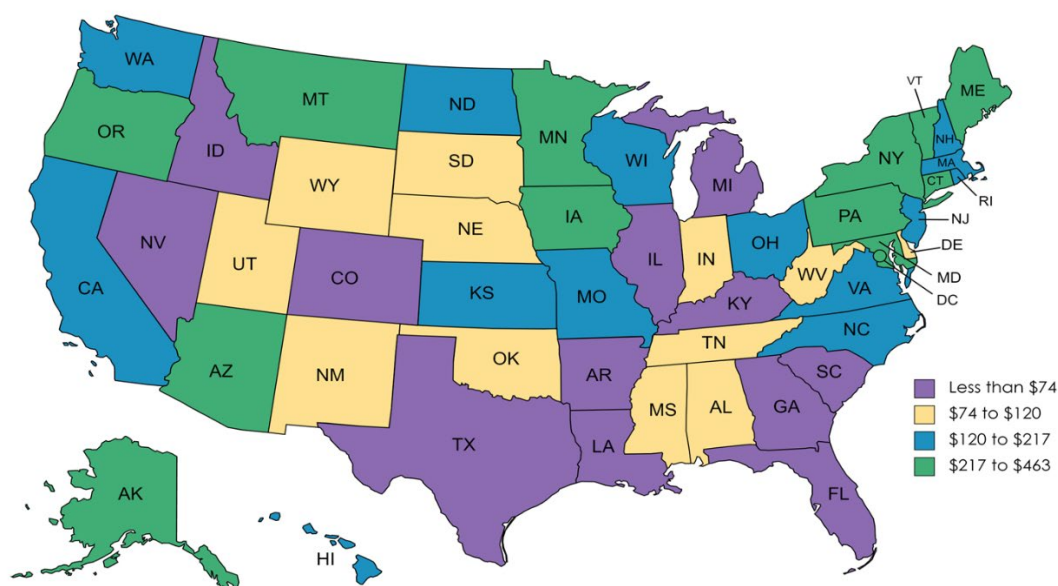 WA
MT
ND
MN
VT
ME
OR
ID
SD
WI
NY
NH
MA
WY
MI
CT
RI
IA
PA
NJ
NE
NV
UT
IL
IN
OH
DE
CO
WV
MD
CA
KS
MO
KY
VA
DC
NC
TN
OK
AZ
NM
AR
SC
MS
AL
GA
TX
LA
FL
AK
HI
Less than $74
$74 to $120
$120 to $217
$217 to $463